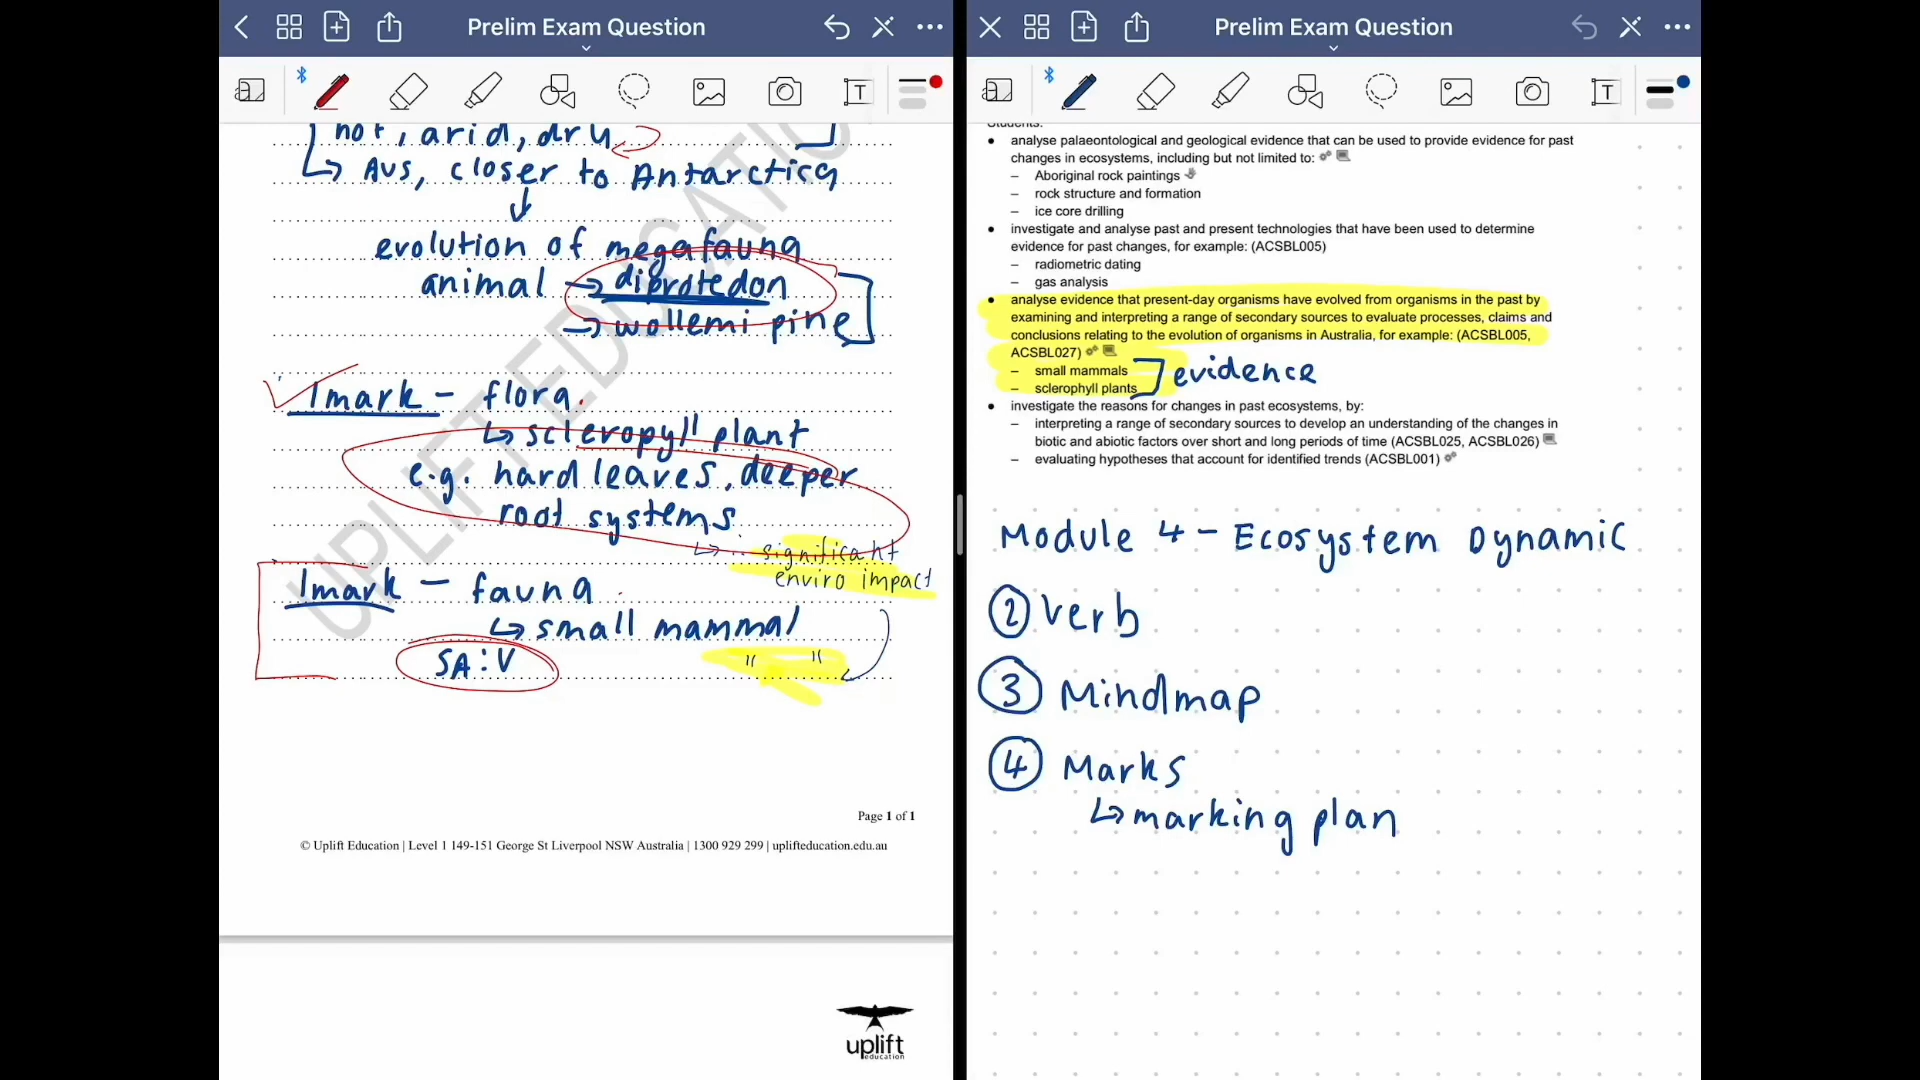 Prelim Exam Question
hot, arid, dry
↳ Aus, closer to Antarctica
↓
evolution of megafauna
animal → diprotedon
→ wollemi pine
1mark - flora.
↳ scleropyll plant
e.g. hard leaves, deeper
root systems
↳ significant
enviro impact
1mark - fauna
↳ small mammal
SA:V " "
UPLIFT EDUCATION
Page 1 of 1
© Uplift Education | Level 1 149-151 George St Liverpool NSW Australia | 1300 929 299 | uplifteducation.edu.au
uplift
education
Prelim Exam Question
Students:
• analyse palaeontological and geological evidence that can be used to provide evidence for past
changes in ecosystems, including but not limited to:
– Aboriginal rock paintings
– rock structure and formation
– ice core drilling
• investigate and analyse past and present technologies that have been used to determine
evidence for past changes, for example: (ACSBL005)
– radiometric dating
– gas analysis
• analyse evidence that present-day organisms have evolved from organisms in the past by
examining and interpreting a range of secondary sources to evaluate processes, claims and
conclusions relating to the evolution of organisms in Australia, for example: (ACSBL005,
ACSBL027)
– small mammals
– sclerophyll plants
evidence
• investigate the reasons for changes in past ecosystems, by:
– interpreting a range of secondary sources to develop an understanding of the changes in
biotic and abiotic factors over short and long periods of time (ACSBL025, ACSBL026)
– evaluating hypotheses that account for identified trends (ACSBL001)
Module 4 - Ecosystem Dynamic
② Verb
③ Mindmap
④ Marks
↳ marking plan